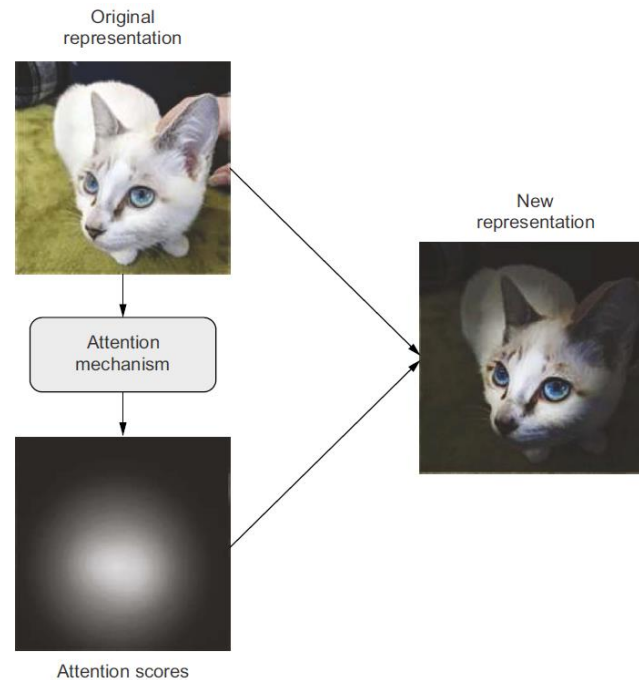 Original
representation
New
representation
Attention
mechanism
Attention scores